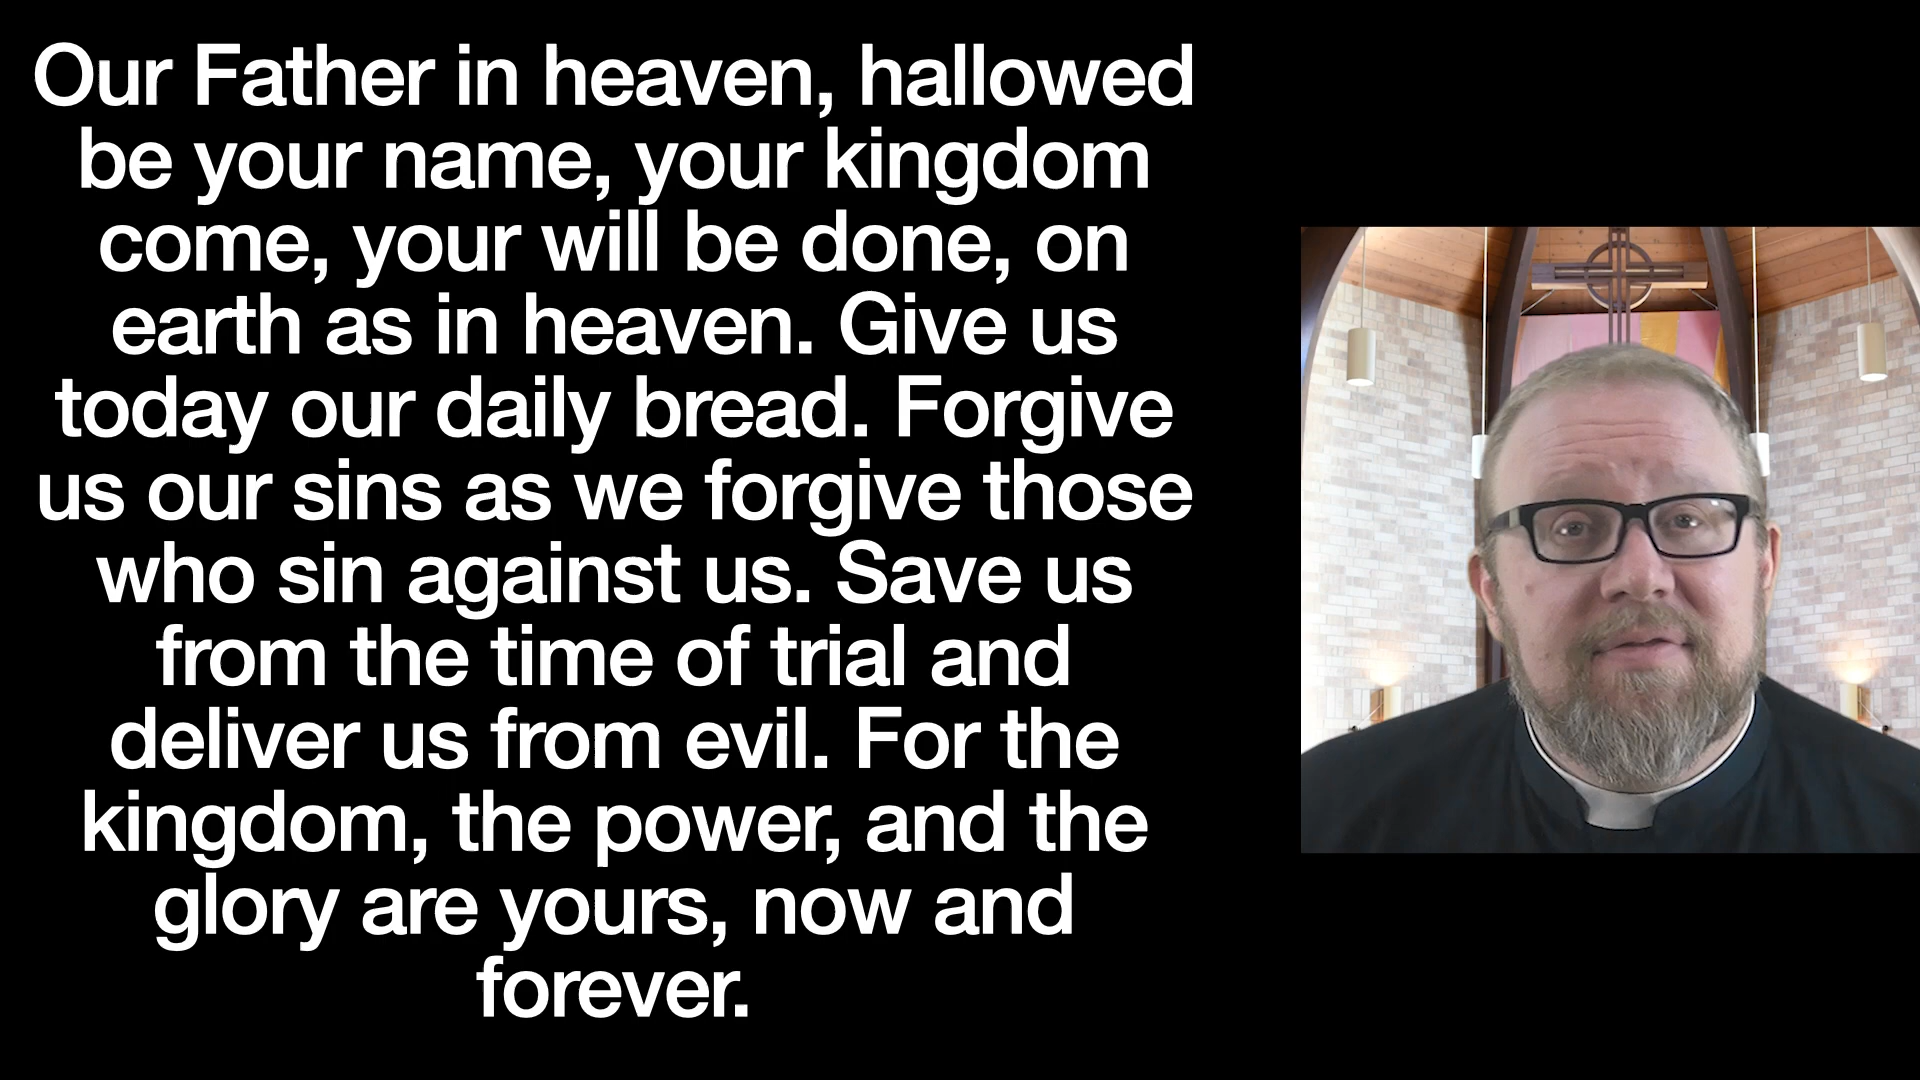 Our Father in heaven, hallowed
be your name, your kingdom
come, your will be done, on
earth as in heaven. Give us
today our daily bread. Forgive
us our sins as we forgive those
who sin against us. Save us
from the time of trial and
deliver us from evil. For the
kingdom, the power, and the
glory are yours, now and
forever.